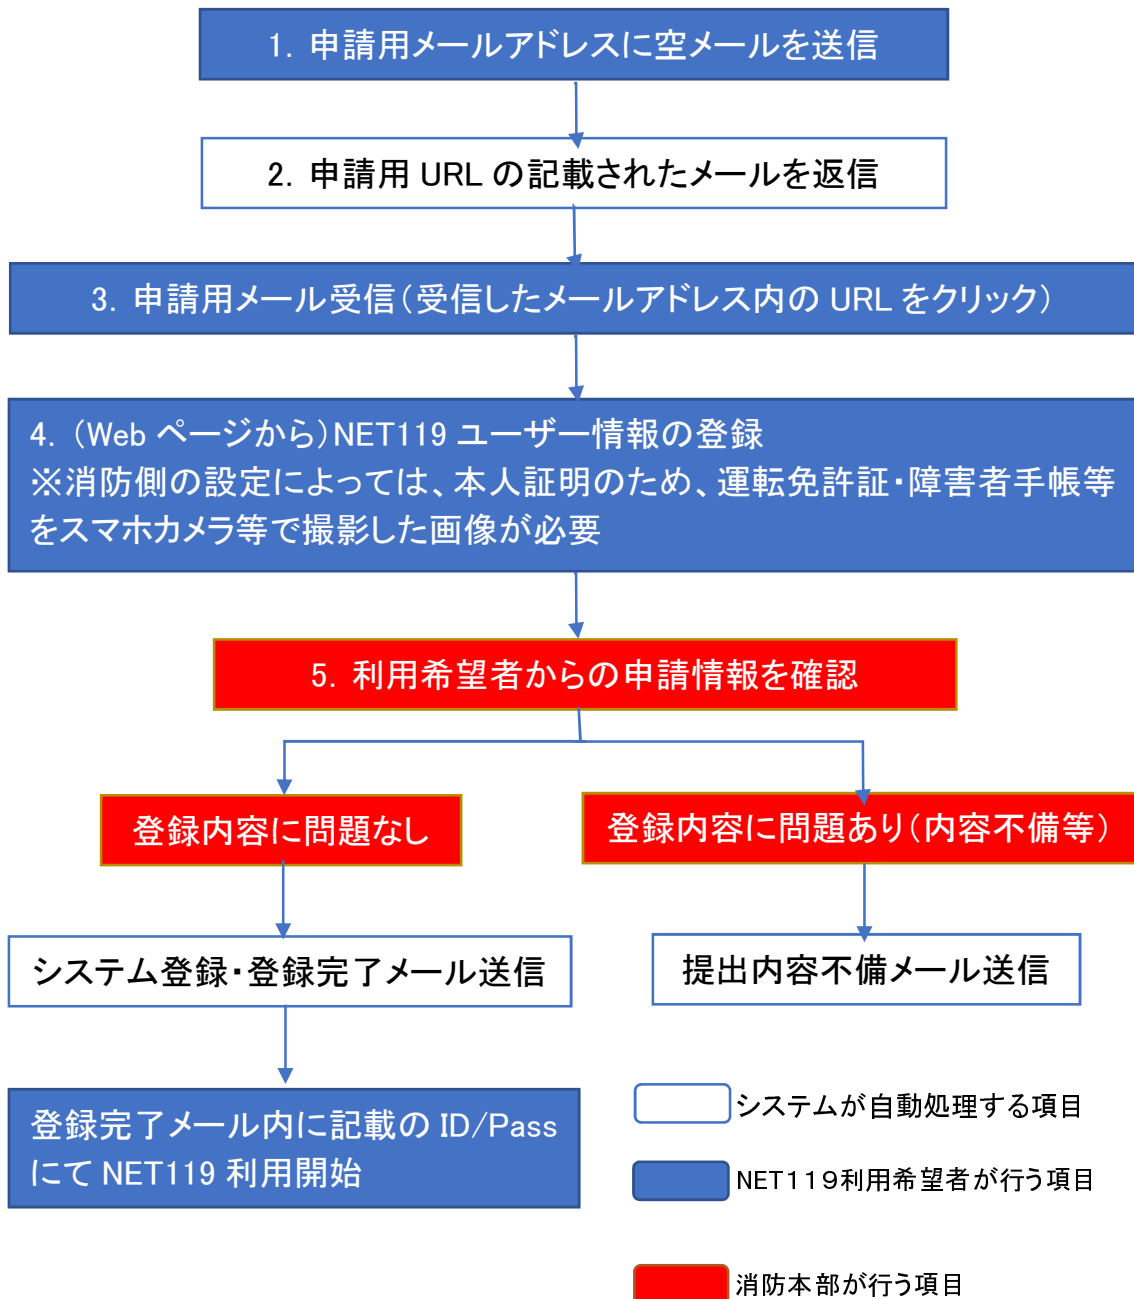 1. 申請用メールアドレスに空メールを送信
2. 申請用 URL の記載されたメールを返信
3. 申請用メール受信（受信したメールアドレス内の URL をクリック）
4. （Web ページから）NET119 ユーザー情報の登録
※消防側の設定によっては、本人証明のため、運転免許証・障害者手帳等
をスマホカメラ等で撮影した画像が必要
5. 利用希望者からの申請情報を確認
登録内容に問題なし
登録内容に問題あり（内容不備等）
システム登録・登録完了メール送信
提出内容不備メール送信
登録完了メール内に記載の ID/Pass
にて NET119 利用開始
システムが自動処理する項目
NET１１９利用希望者が行う項目
消防本部が行う項目